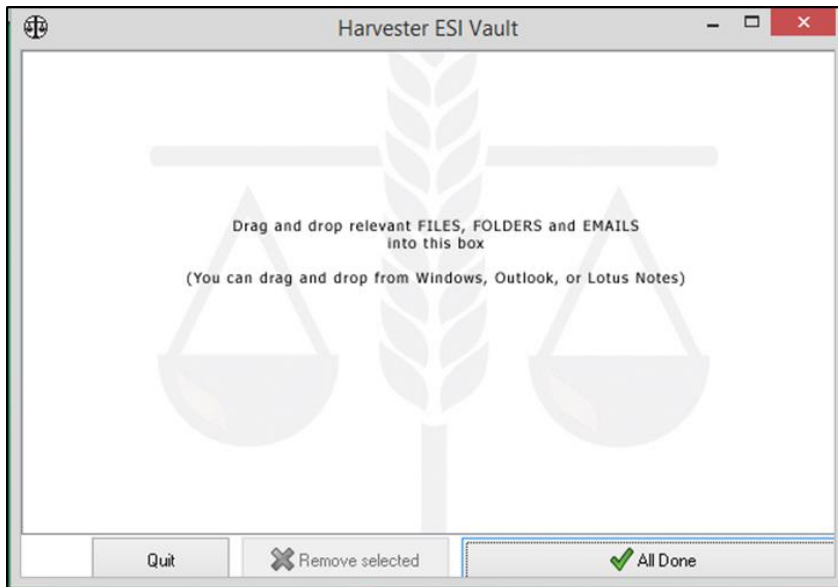 Harvester ESI Vault
Drag and drop relevant FILES, FOLDERS and EMAILS
into this box
(You can drag and drop from Windows, Outlook, or Lotus Notes)
Quit
Remove selected
All Done